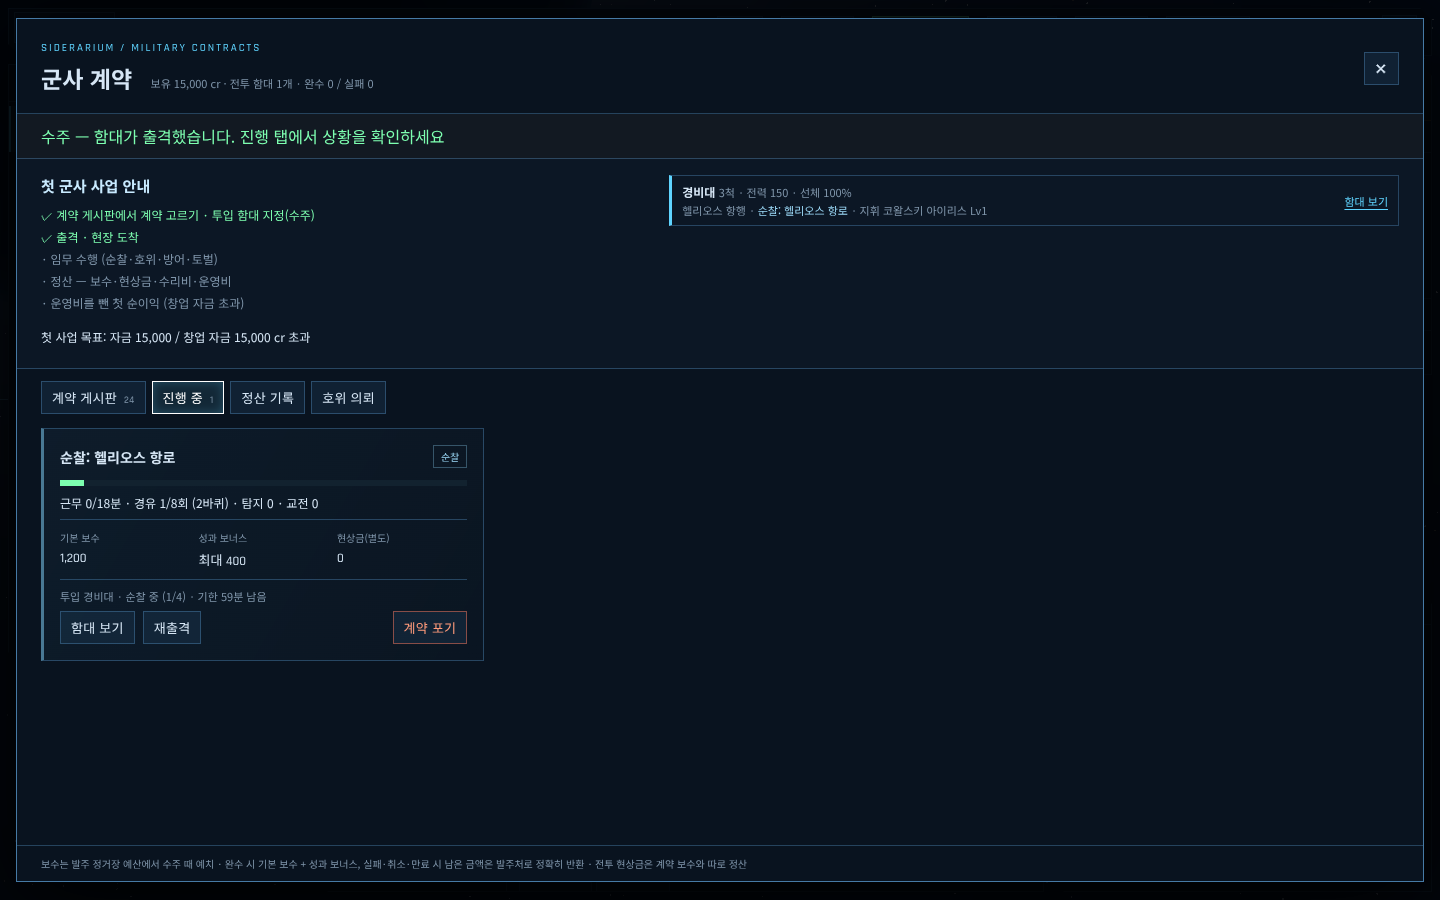 SIDERARIUM / MILITARY CONTRACTS
군사 계약 보유 15,000 cr · 전투 함대 1개 · 완수 0 / 실패 0
×
수주 — 함대가 출격했습니다. 진행 탭에서 상황을 확인하세요
첫 군사 사업 안내
✓ 계약 게시판에서 계약 고르기 · 투입 함대 지정(수주)
✓ 출격 · 현장 도착
· 임무 수행 (순찰·호위·방어·토벌)
· 정산 — 보수·현상금·수리비·운영비
· 운영비를 뺀 첫 순이익 (창업 자금 초과)
첫 사업 목표: 자금 15,000 / 창업 자금 15,000 cr 초과
경비대 3척 · 전력 150 · 선체 100%
헬리오스 항행 · 순찰: 헬리오스 항로 · 지휘 코왈스키 아이리스 Lv1
함대 보기
계약 게시판 24
진행 중 1
정산 기록
호위 의뢰
순찰: 헬리오스 항로
순찰
근무 0/18분 · 경유 1/8회 (2바퀴) · 탐지 0 · 교전 0
기본 보수 성과 보너스 현상금(별도)
1,200 최대 400 0
투입 경비대 · 순찰 중 (1/4) · 기한 59분 남음
함대 보기
재출격
계약 포기
보수는 발주 정거장 예산에서 수주 때 예치 · 완수 시 기본 보수 + 성과 보너스, 실패·취소·만료 시 남은 금액은 발주처로 정확히 반환 · 전투 현상금은 계약 보수와 따로 정산